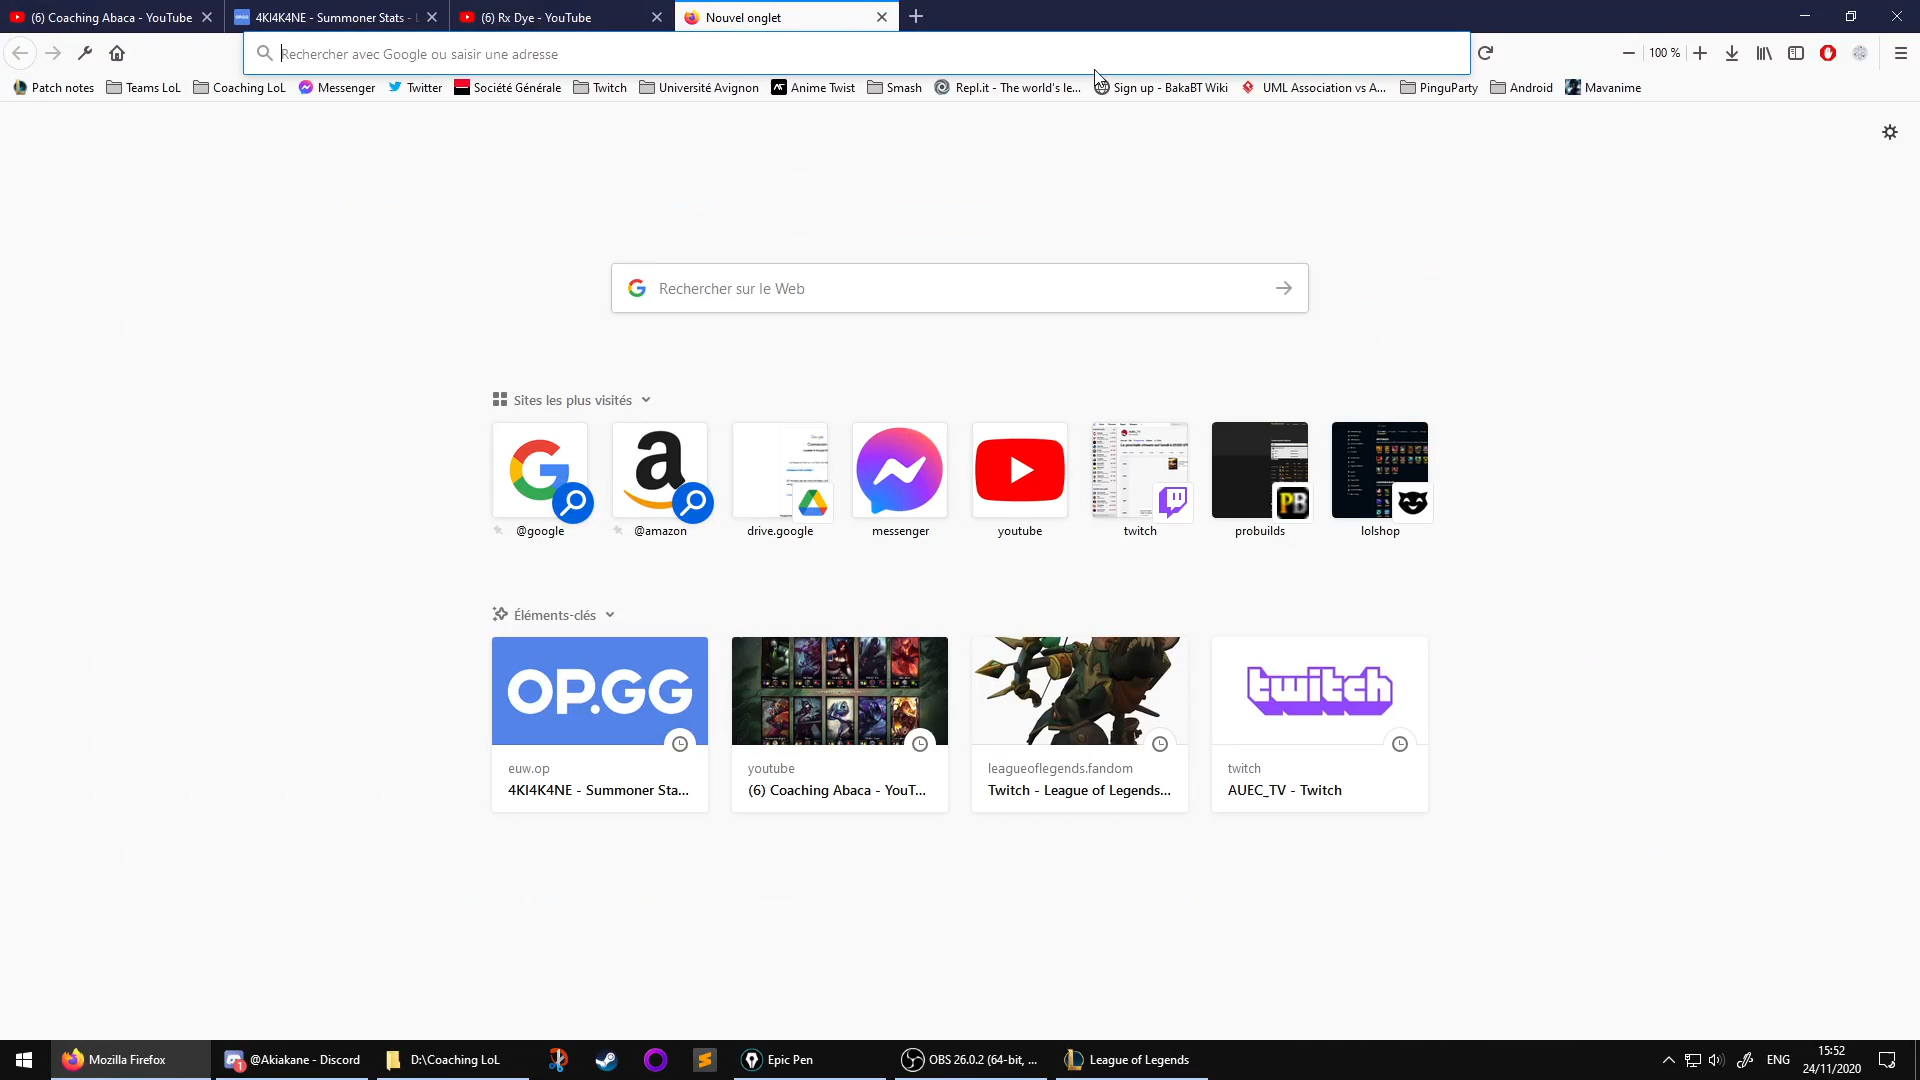 (6) Coaching Abaca - YouTube
4KI4K4NE - Summoner Stats - L
(6) Rx Dye - YouTube
Nouvel onglet
Rechercher avec Google ou saisir une adresse
100 %
Patch notes
Teams LoL
Coaching LoL
Messenger
Twitter
Société Générale
Twitch
Université Avignon
Anime Twist
Smash
Repl.it - The world's le...
Sign up - BakaBT Wiki
UML Association vs A...
PinguParty
Android
Mavanime
Rechercher sur le Web
Sites les plus visités
@google
@amazon
drive.google
messenger
youtube
twitch
probuilds
lolshop
Éléments-clés
OP.GG
twitch
euw.op
4KI4K4NE - Summoner Sta...
youtube
(6) Coaching Abaca - YouT...
leagueoflegends.fandom
Twitch - League of Legends...
twitch
AUEC_TV - Twitch
Mozilla Firefox
@Akiakane - Discord
D:\Coaching LoL
Epic Pen
OBS 26.0.2 (64-bit, ...
League of Legends
ENG
15:52
24/11/2020